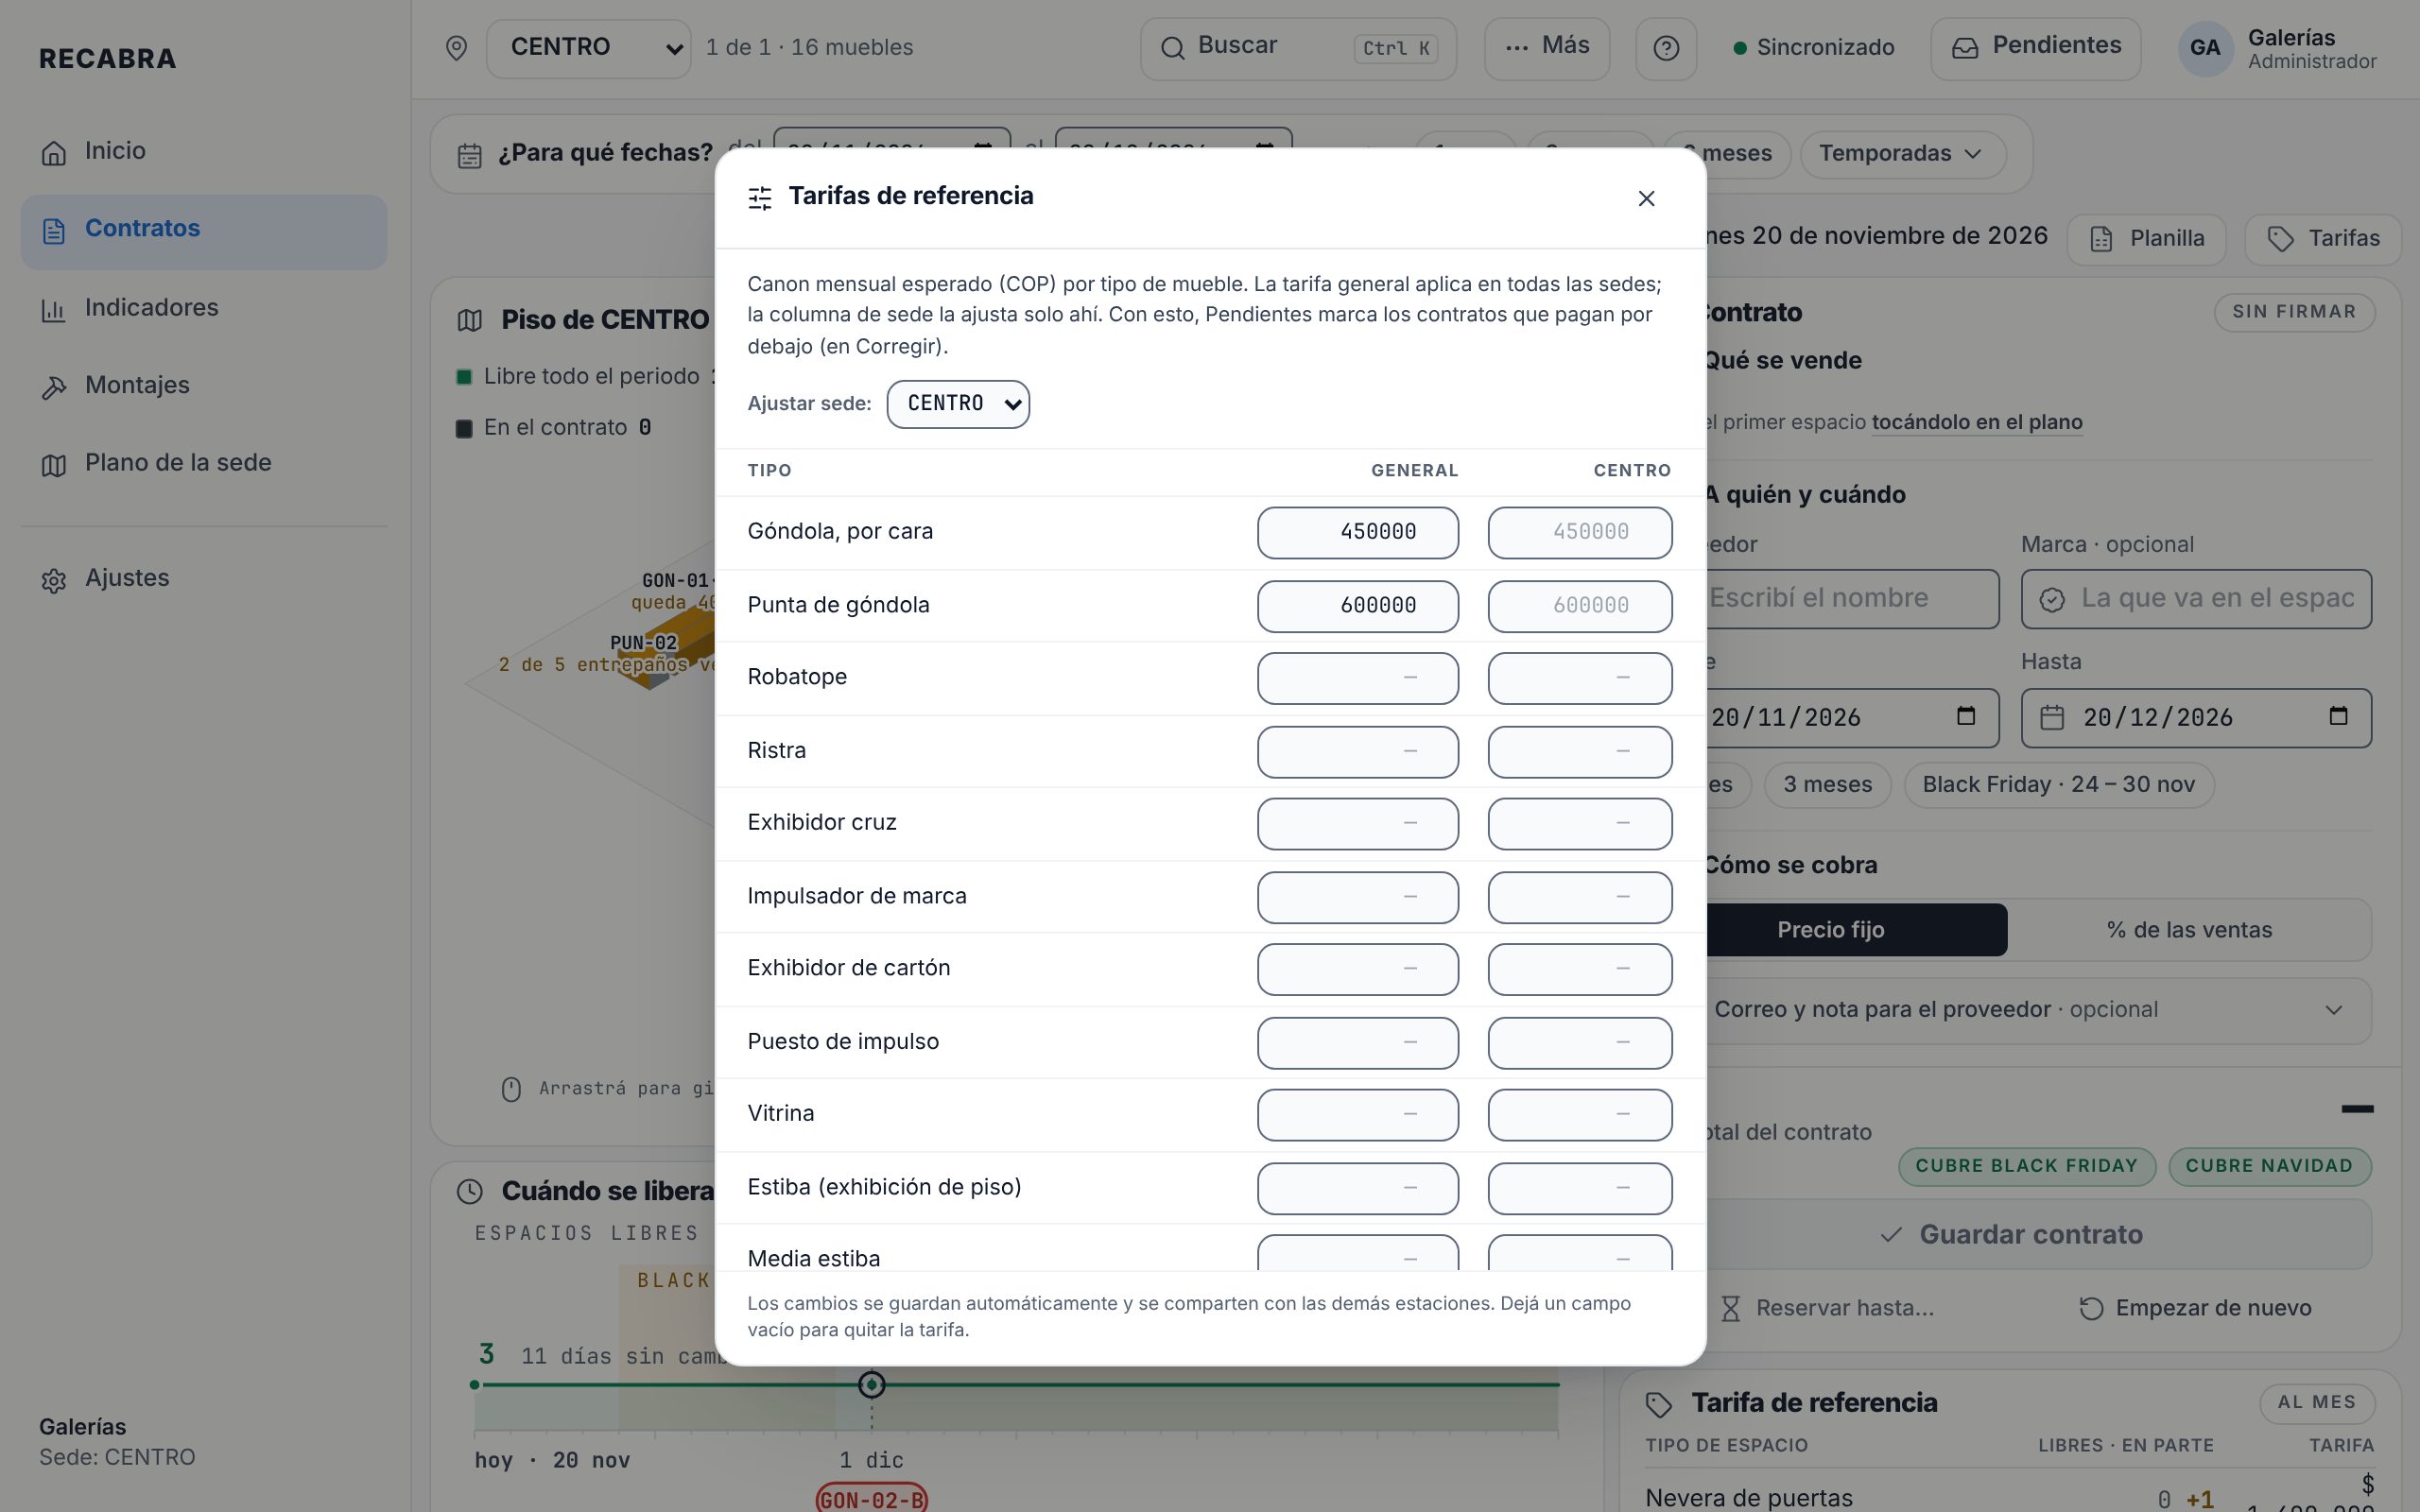 RECABRA
Inicio
Contratos
Indicadores
Montajes
Plano de la sede
Ajustes
Galerías
Sede: CENTRO
CENTRO
1 de 1 · 16 muebles
Buscar
Ctrl K
Más
Sincronizado
Pendientes
GA
Galerías
Administrador
¿Para qué fechas?
meses
Temporadas
20 de noviembre de 2026
Planilla
Tarifas
Piso de CENTRO
Libre todo el periodo
En el contrato 0
GON-01
queda
PUN-02
2 de 5 entrepaños
Arrastrá para
Cuándo se libera
ESPACIOS LIBRES
BLACK
3
11 días sin
hoy · 20 nov
1 dic
GON-02-B
Tarifas de referencia
Canon mensual esperado (COP) por tipo de mueble. La tarifa general aplica en todas las sedes;
la columna de sede la ajusta solo ahí. Con esto, Pendientes marca los contratos que pagan por
debajo (en Corregir).
Ajustar sede: CENTRO
TIPO GENERAL CENTRO
Góndola, por cara 450000 450000
Punta de góndola 600000 600000
Robatope – –
Ristra – –
Exhibidor cruz – –
Impulsador de marca – –
Exhibidor de cartón – –
Puesto de impulso – –
Vitrina – –
Estiba (exhibición de piso) – –
Media estiba – –
Los cambios se guardan automáticamente y se comparten con las demás estaciones. Dejá un campo
vacío para quitar la tarifa.
Contrato
SIN FIRMAR
Qué se vende
el primer espacio tocándolo en el plano
A quién y cuándo
Marca · opcional
Escribí el nombre
La que va en el espac
Hasta
20/11/2026
20/12/2026
3 meses
Black Friday · 24 – 30 nov
Cómo se cobra
Precio fijo
% de las ventas
Correo y nota para el proveedor · opcional
del contrato
CUBRE BLACK FRIDAY
CUBRE NAVIDAD
Guardar contrato
Reservar hasta...
Empezar de nuevo
Tarifa de referencia
AL MES
TIPO DE ESPACIO LIBRES · EN PARTE TARIFA
Nevera de puertas 0 +1 $